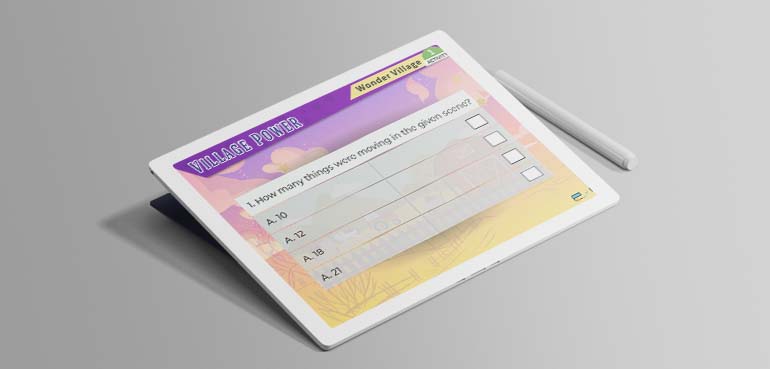 Wonder Village
1
ACTIVITY
VILLAGE POWER
1. How many things were moving in the given scene?
A. 10
A. 12
A. 18
A. 21